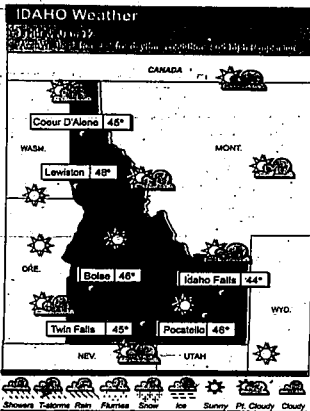 IDAHO Weather
CANADA
Coeur D'Alene 45°
WASH.
MONT.
Lewiston 48°
ORE.
Boise 46°
Idaho Falls 44°
WYO.
Twin Falls 45°
Pocatello 46°
NEV.
UTAH
Showers T-storms Rain Flurries Snow Ice Sunny Pt. Cloudy Cloudy